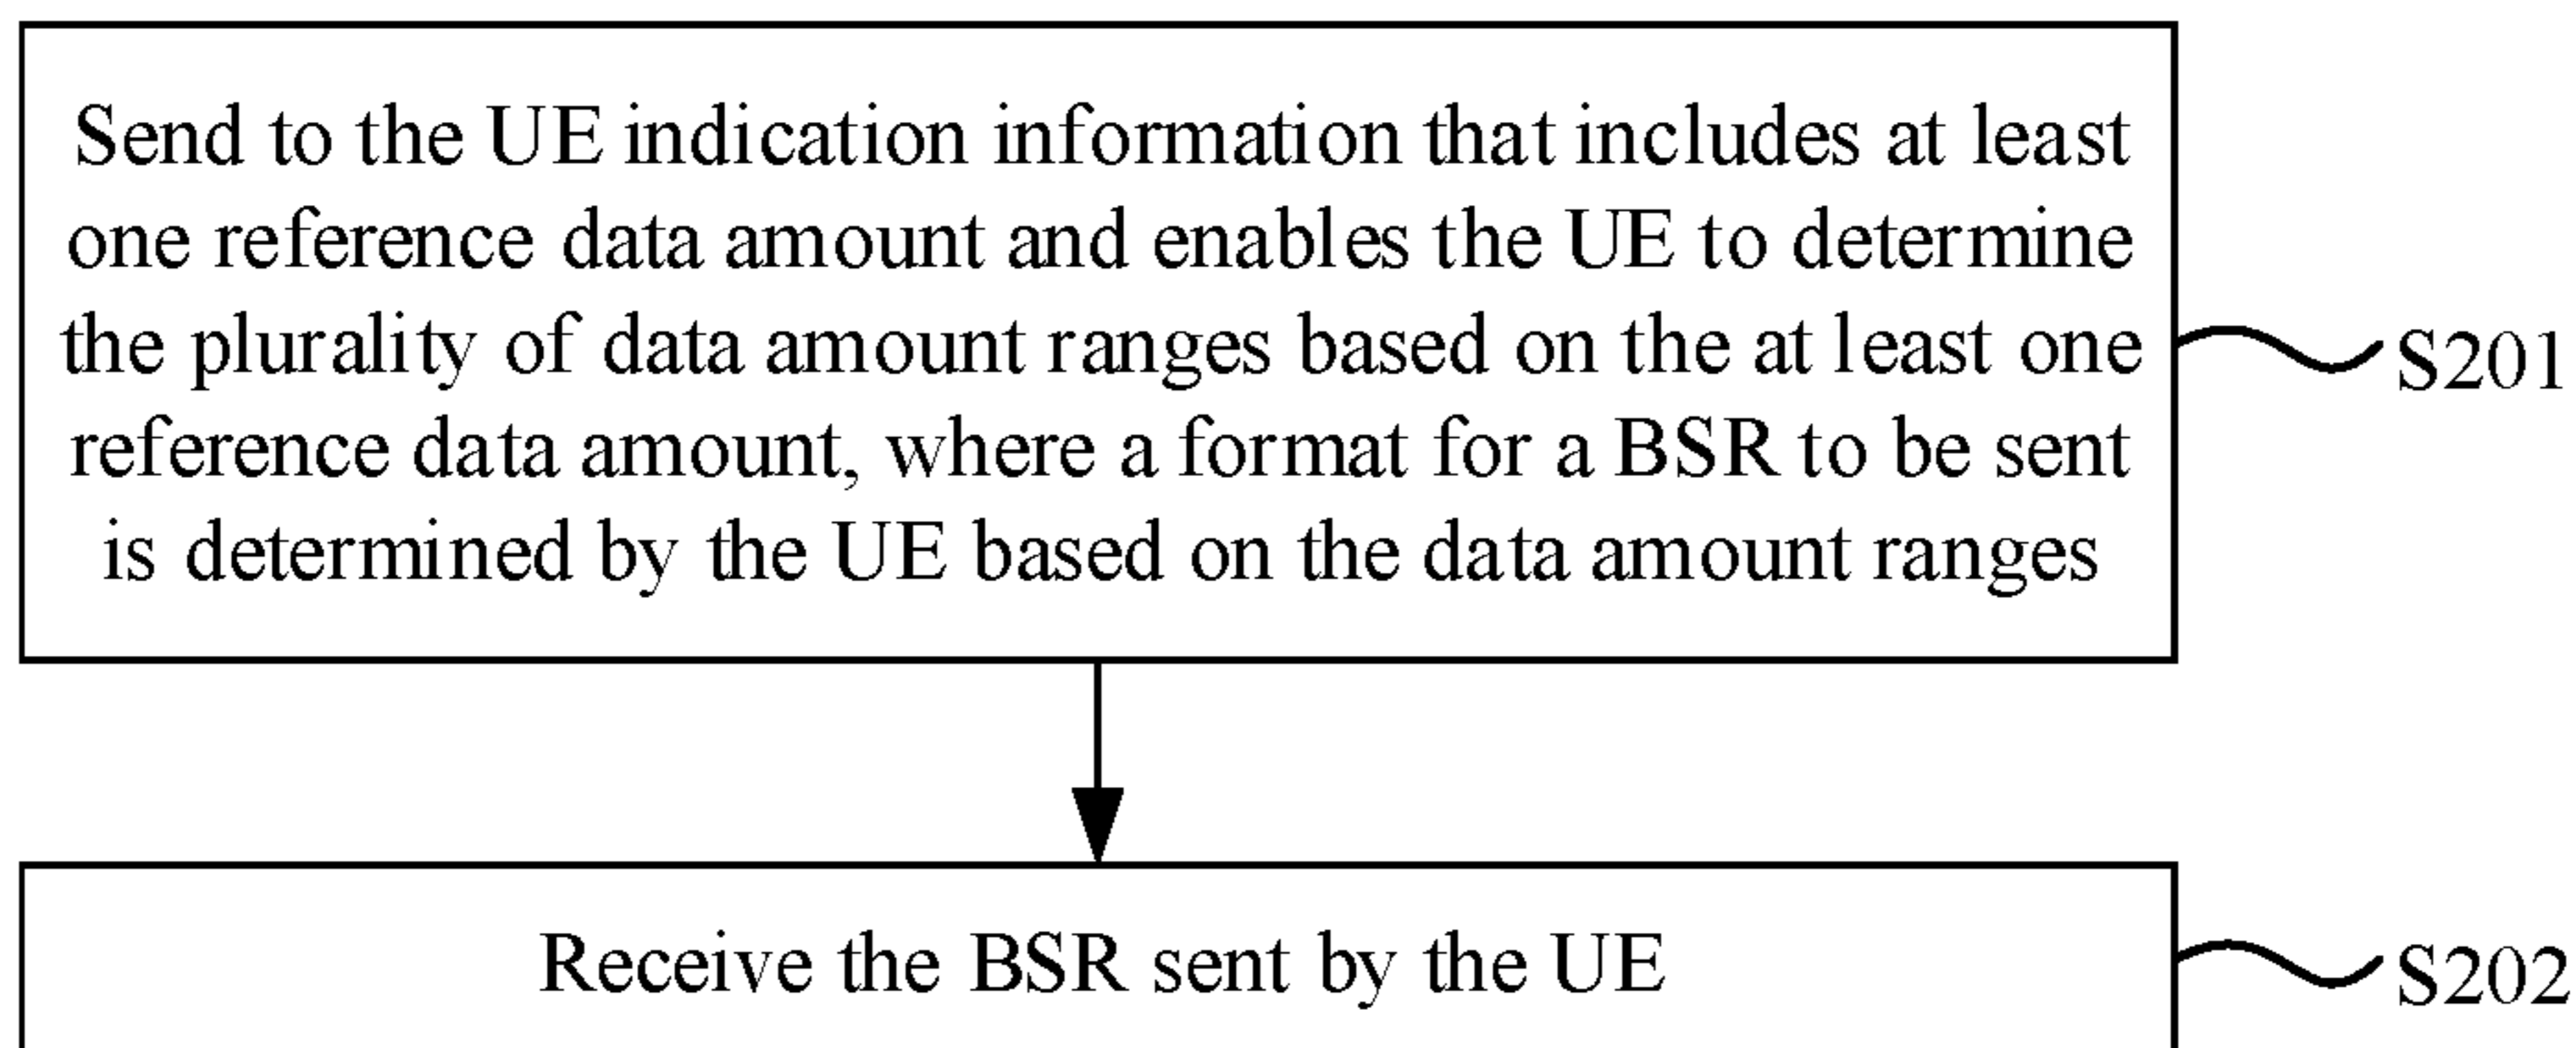 Send to the UE indication information that includes at least
one reference data amount and enables the UE to determine
the plurality of data amount ranges based on the at least one
reference data amount, where a format for a BSR to be sent
is determined by the UE based on the data amount ranges
S201
Receive the BSR sent by the UE
S202